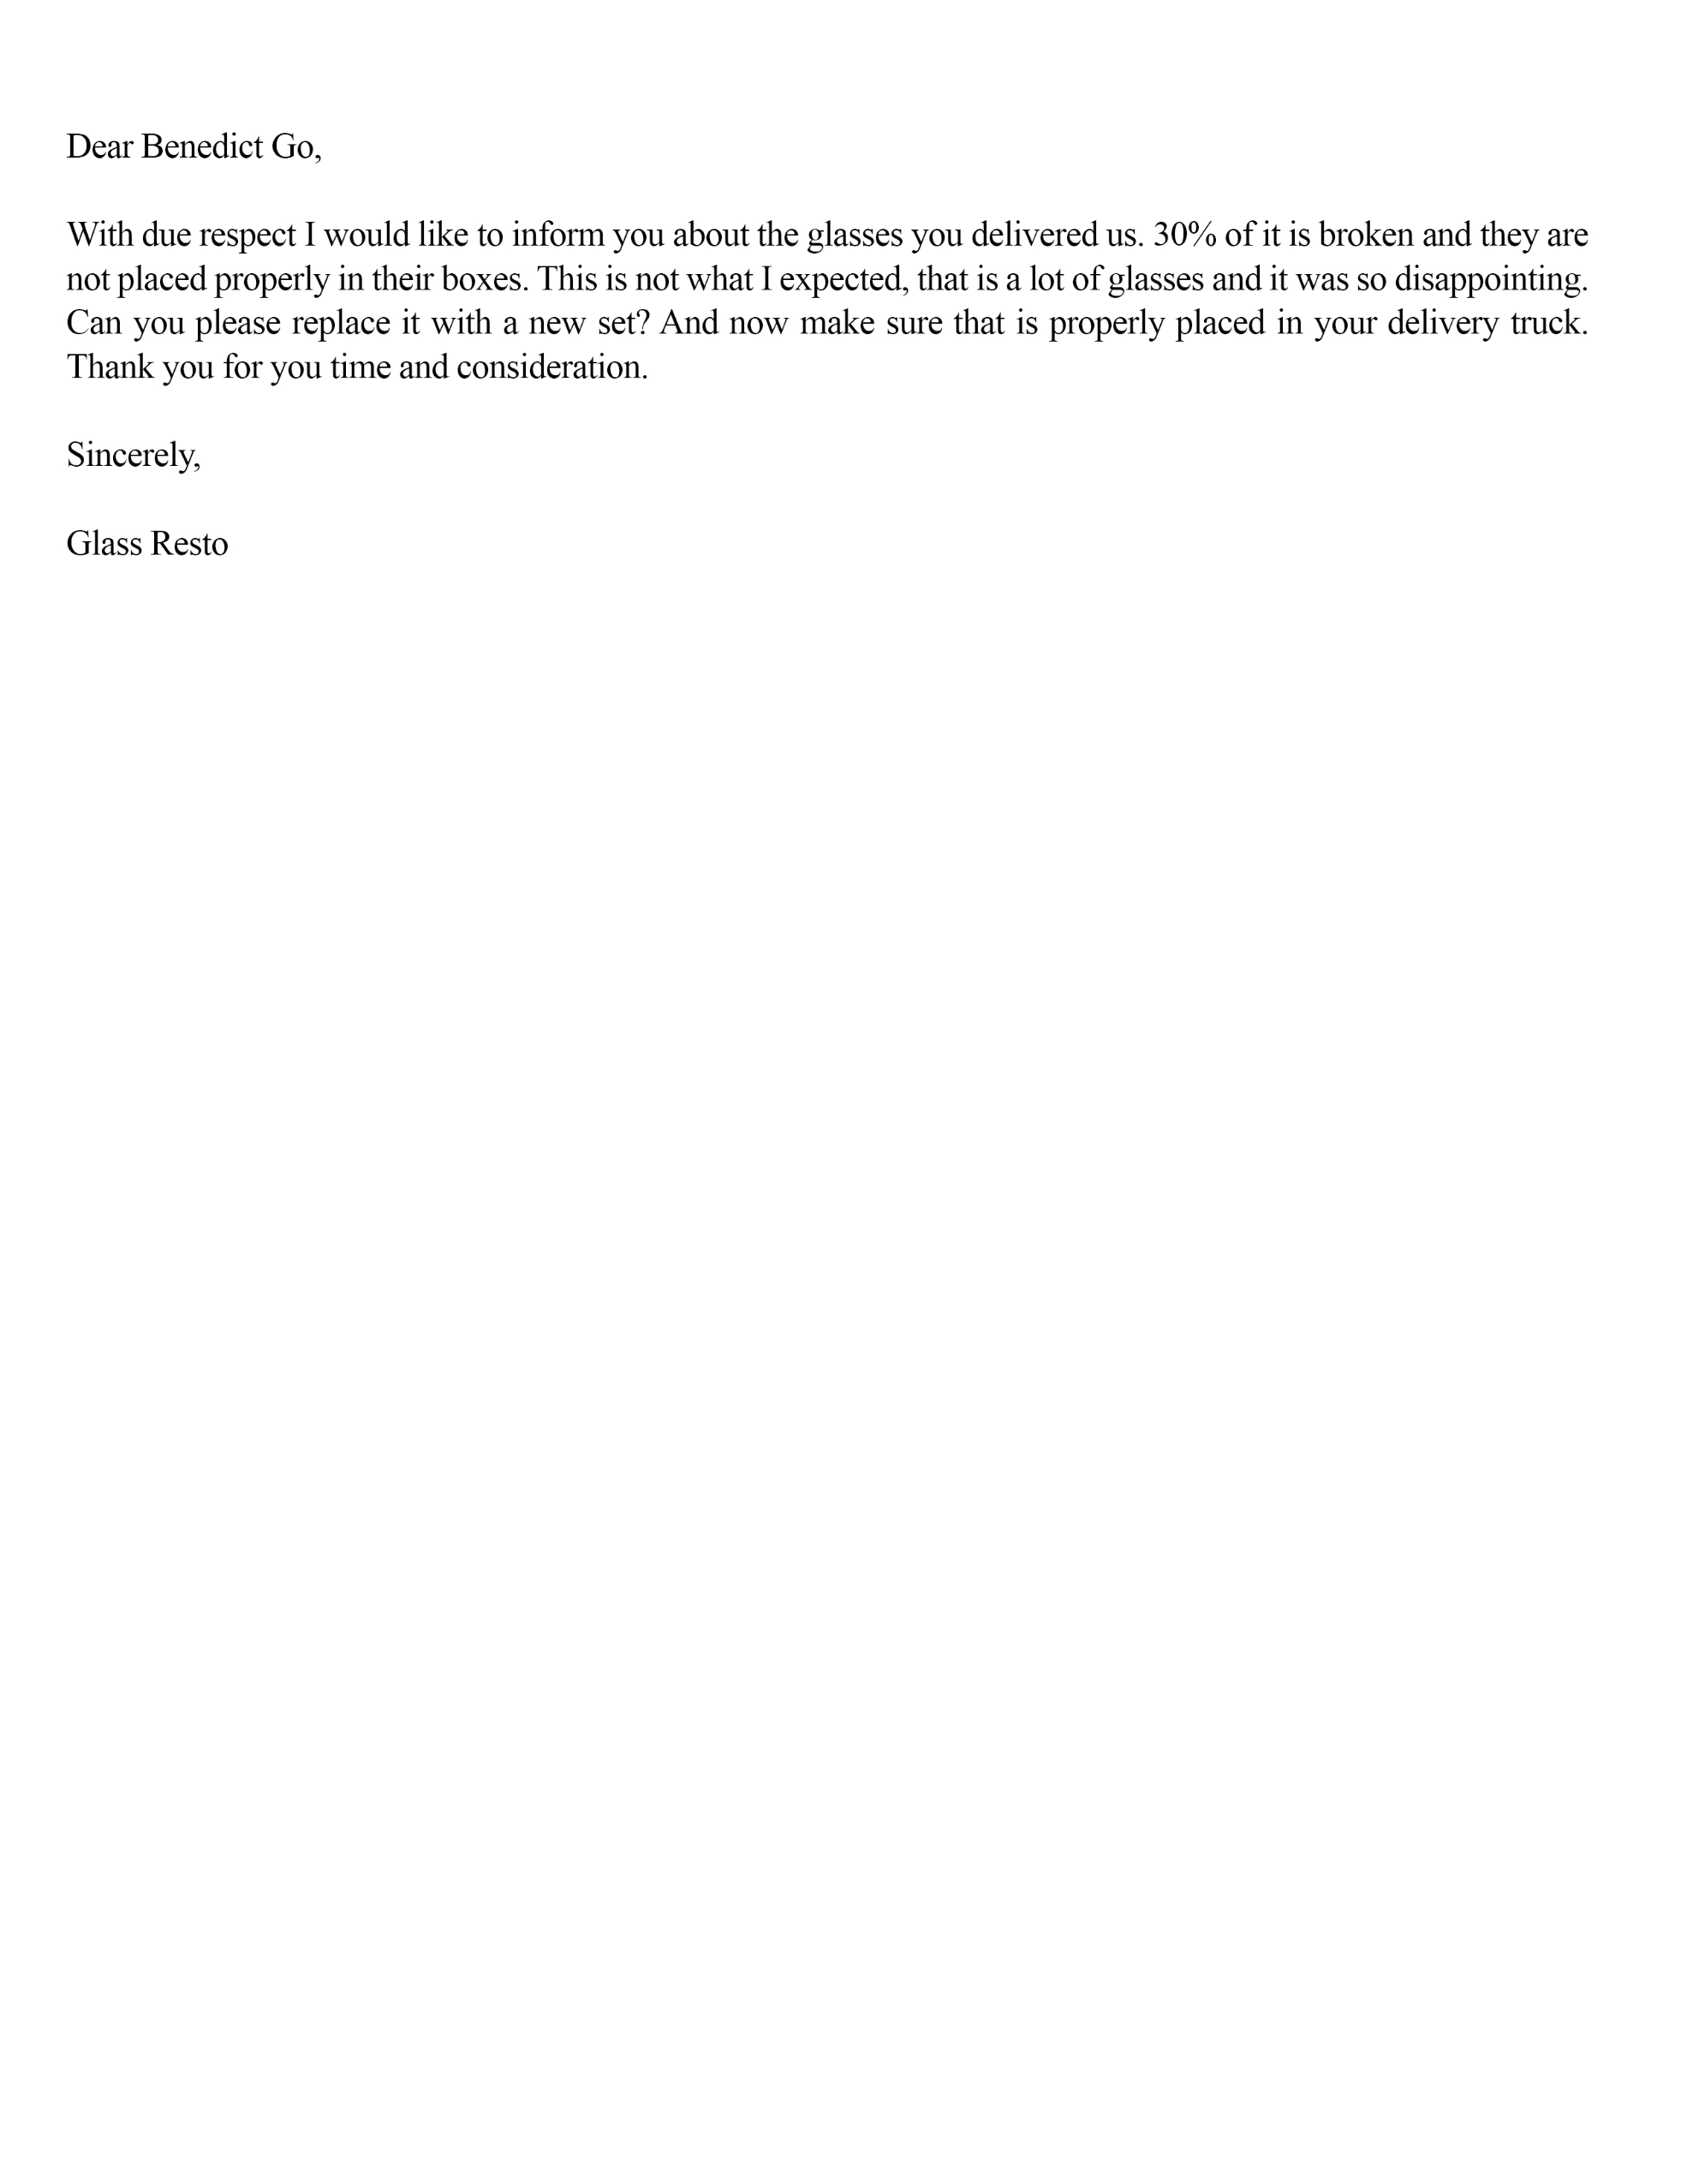 Dear Benedict Go,
With due respect I would like to inform you about the glasses you delivered us. 30% of it is broken and they are
not placed properly in their boxes. This is not what I expected, that is a lot of glasses and it was so disappointing.
Can you please replace it with a new set? And now make sure that is properly placed in your delivery truck.
Thank you for you time and consideration.
Sincerely,
Glass Resto